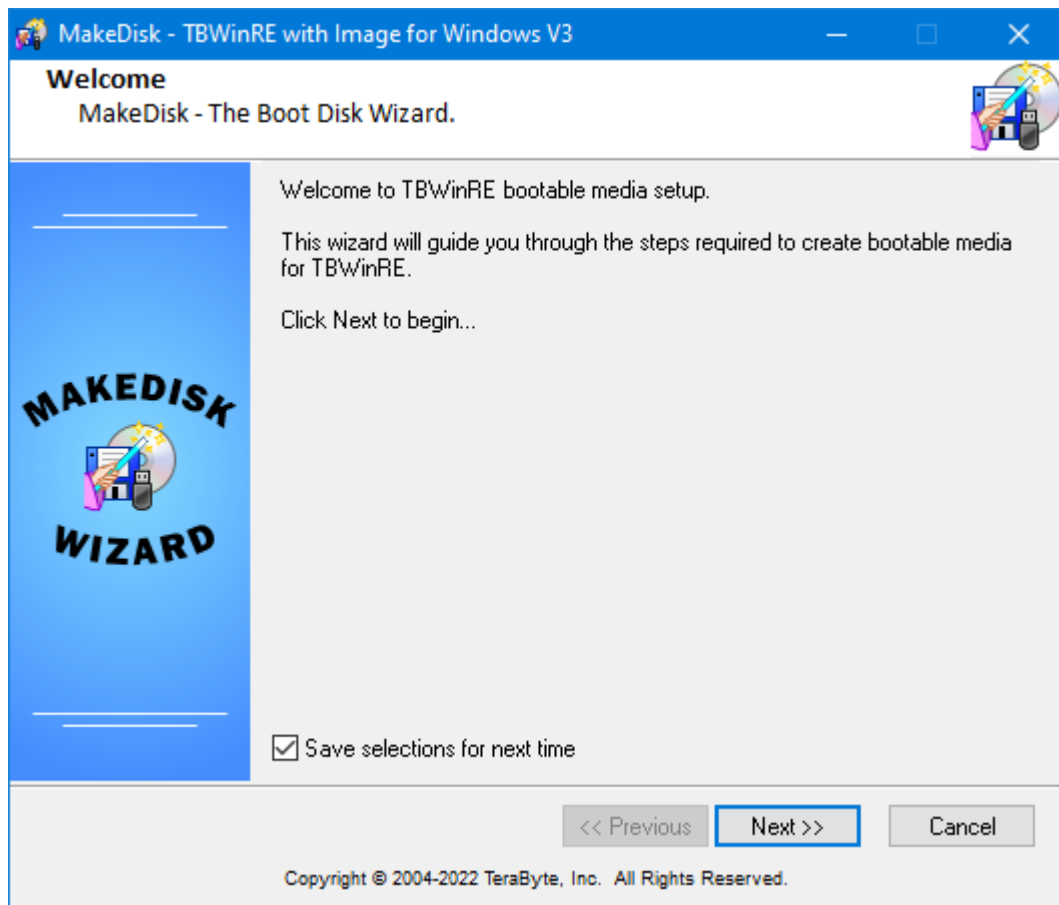 MakeDisk - TBWinRE with Image for Windows V3
Welcome
MakeDisk - The Boot Disk Wizard.
Welcome to TBWinRE bootable media setup.
This wizard will guide you through the steps required to create bootable media
for TBWinRE.
Click Next to begin...
MAKEDISK
WIZARD
Save selections for next time
<< Previous
Next >>
Cancel
Copyright © 2004-2022 TeraByte, Inc. All Rights Reserved.